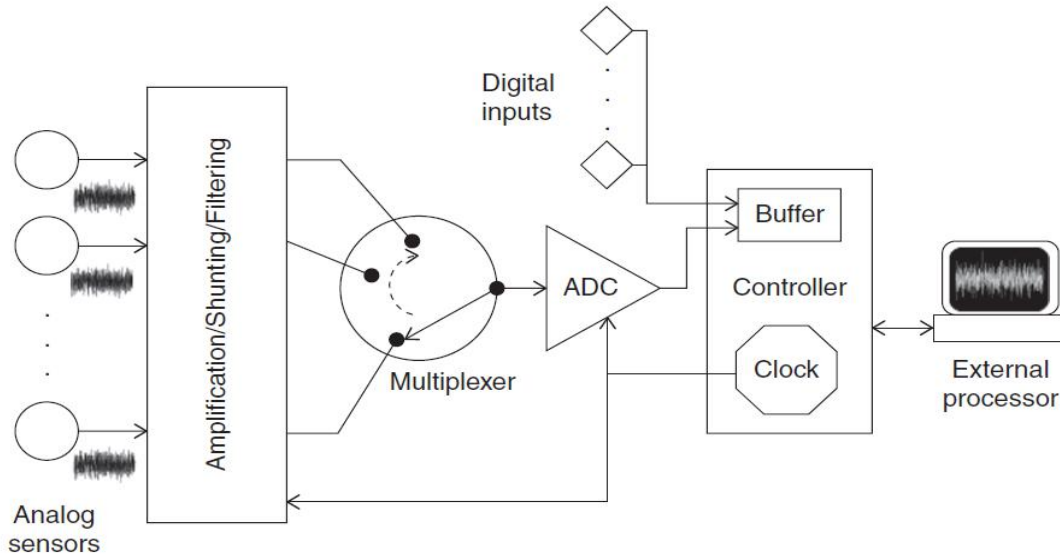 Digital
inputs
Amplification/Shunting/Filtering
Buffer
ADC
Controller
Multiplexer
Clock
External
processor
Analog
sensors